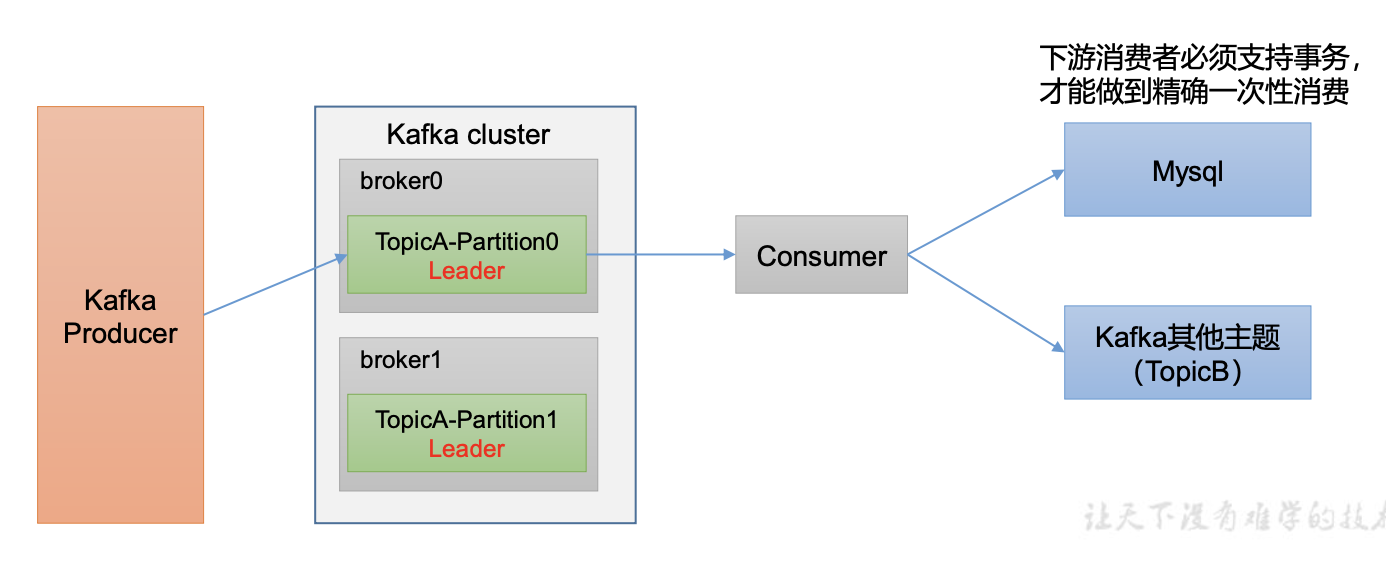 下游消费者必须支持事务，
才能做到精确一次性消费
Kafka cluster
broker0
TopicA-Partition0
Leader
broker1
TopicA-Partition1
Leader
Kafka
Producer
Consumer
Mysql
Kafka其他主题
（TopicB）
让天下没有难学的技术